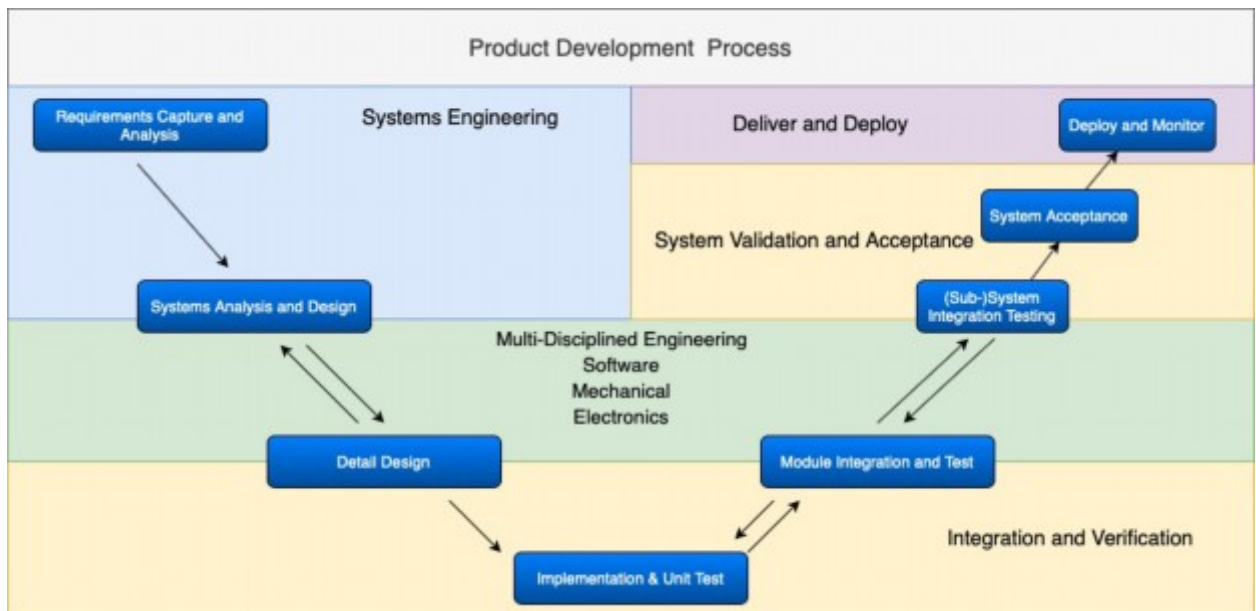 Product Development Process
Requirements Capture and
Analysis
Systems Engineering
Deliver and Deploy
Deploy and Monitor
System Acceptance
System Validation and Acceptance
Systems Analysis and Design
(Sub-)System
Integration Testing
Multi-Disciplined Engineering
Software
Mechanical
Electronics
Detail Design
Module Integration and Test
Integration and Verification
Implementation & Unit Test